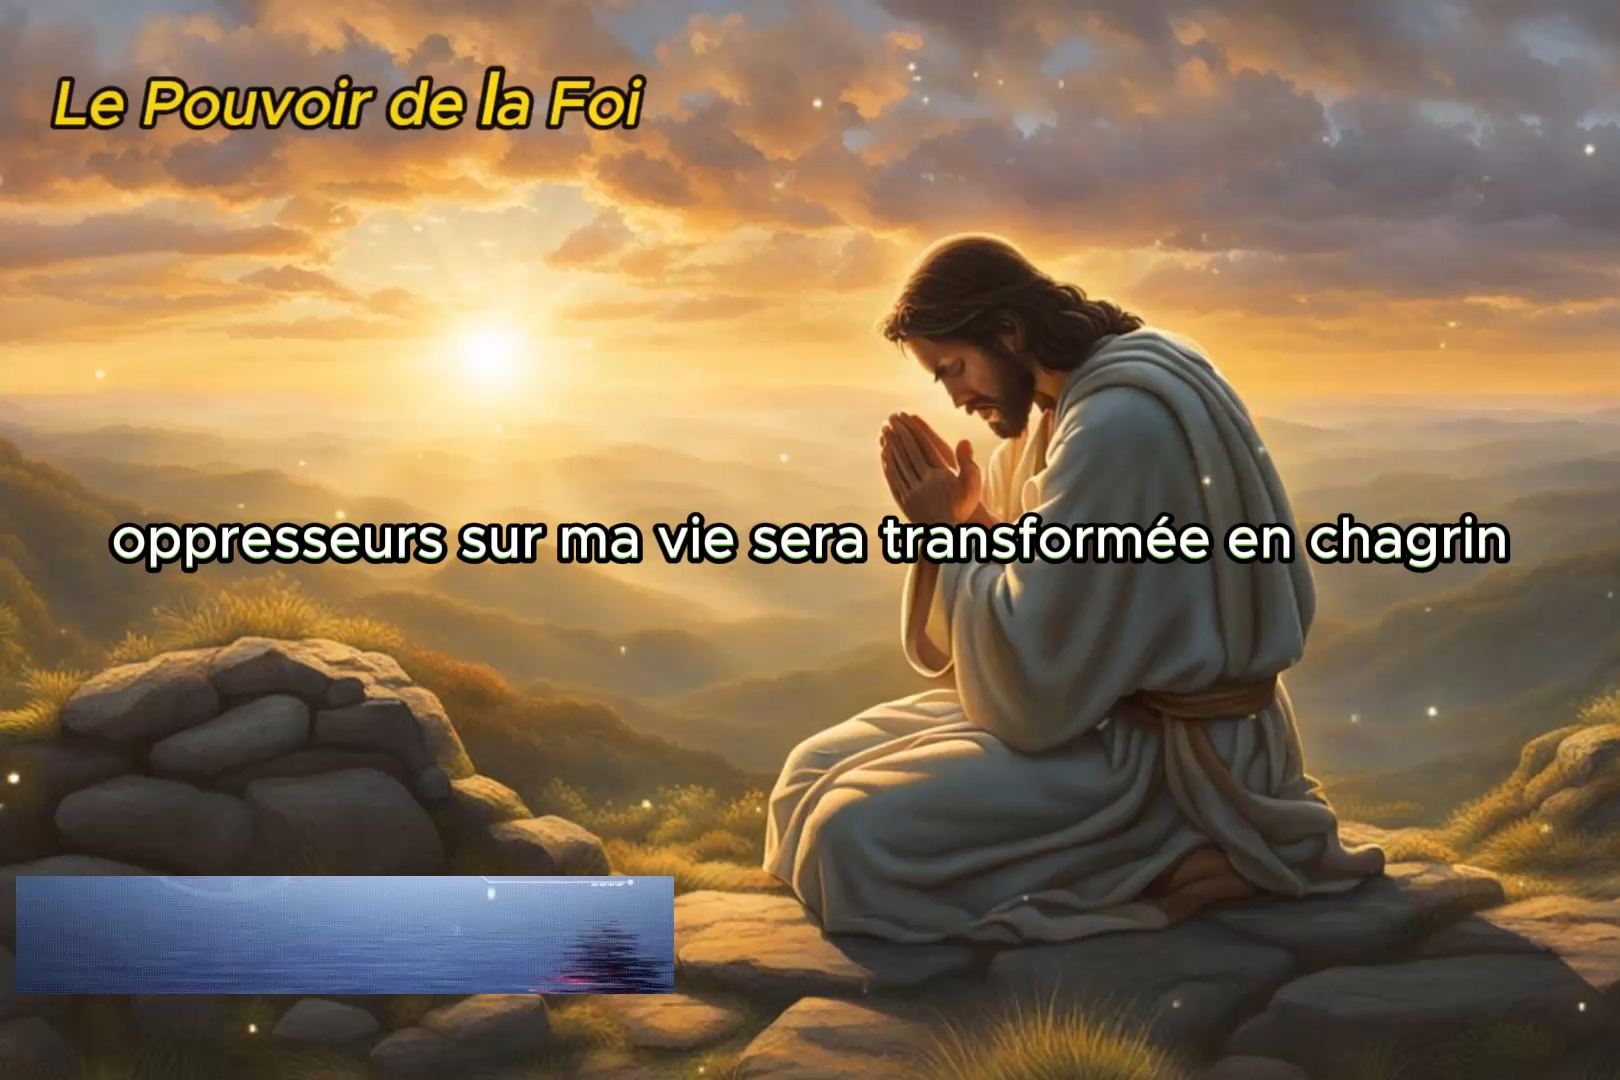 Le Pouvoir de la Foi
oppresseurs sur ma vie sera transformée en chagrin